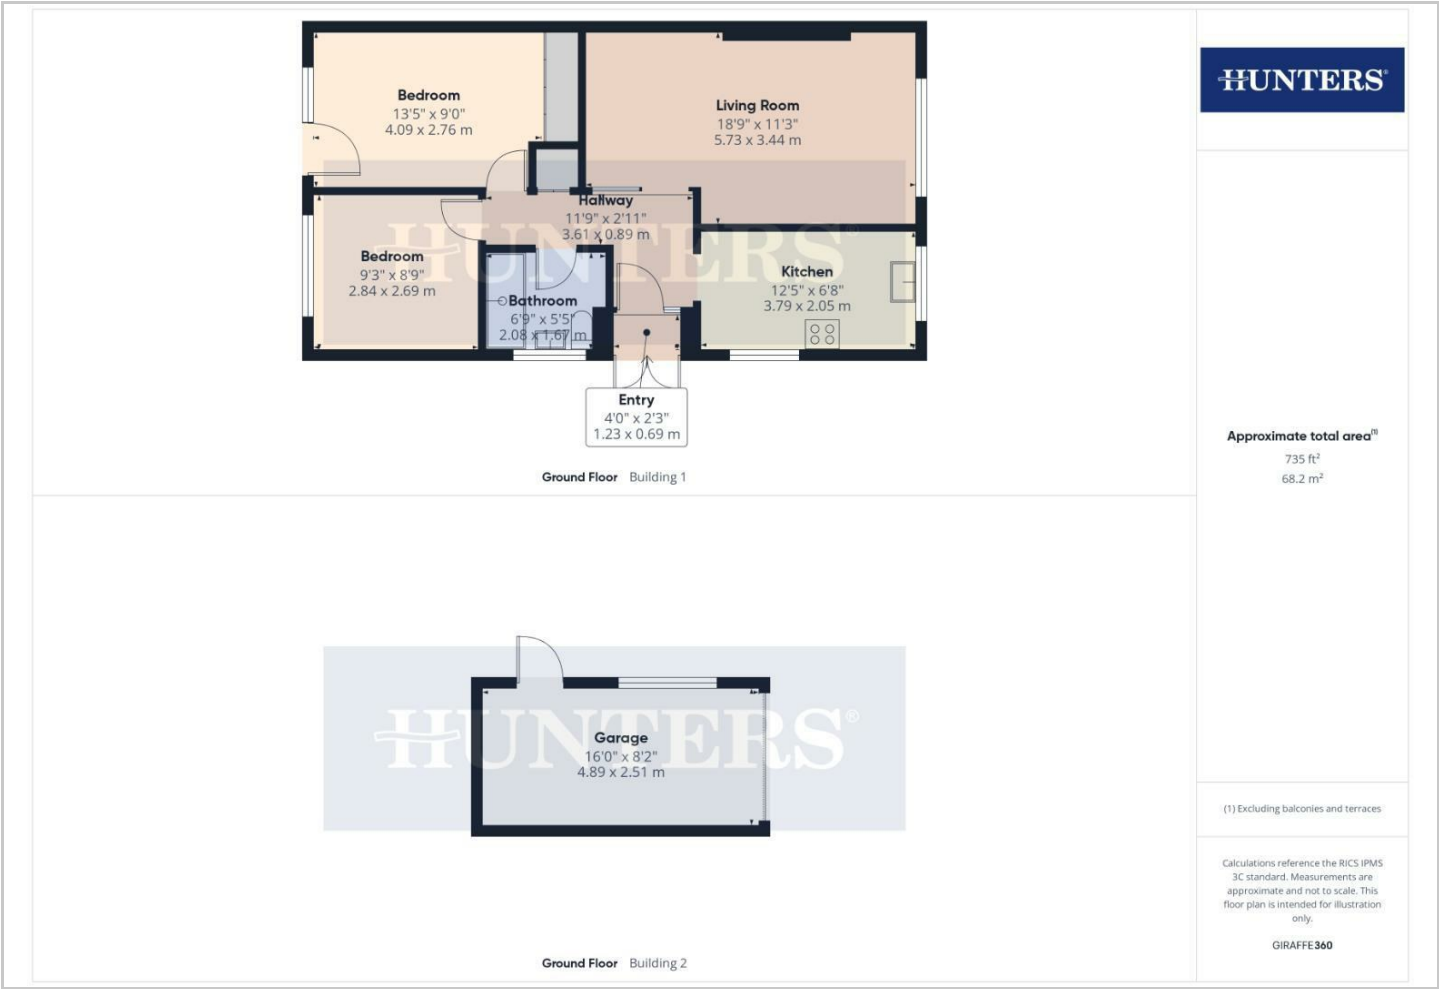 Bedroom
13'5" x 9'0"
4.09 x 2.76 m
Living Room
18'9" x 11'3"
5.73 x 3.44 m
Hallway
11'9" x 2'11"
3.61 x 0.89 m
Bedroom
9'3" x 8'9"
2.84 x 2.69 m
Bathroom
6'9" x 5'5"
2.08 x 1.67 m
Kitchen
12'5" x 6'8"
3.79 x 2.05 m
HUNTERS®
Entry
4'0" x 2'3"
1.23 x 0.69 m
Ground Floor Building 1
HUNTERS®
Garage
16'0" x 8'2"
4.89 x 2.51 m
Ground Floor Building 2
HUNTERS®
Approximate total area(1)
735 ft²
68.2 m²
(1) Excluding balconies and terraces
Calculations reference the RICS IPMS
3C standard. Measurements are
approximate and not to scale. This
floor plan is intended for illustration
only.
GIRAFFE360